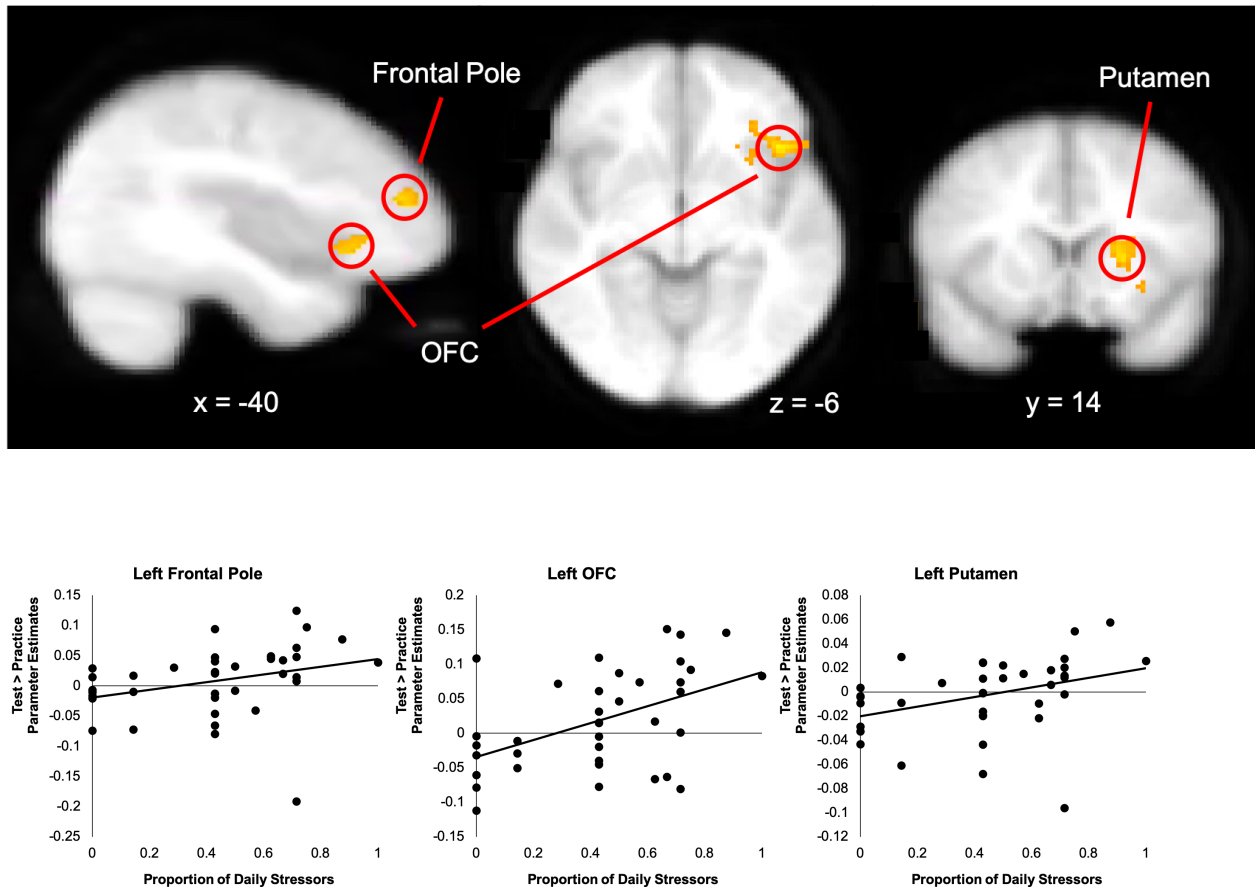 Frontal Pole
Putamen
OFC
x = -40
z = -6
y = 14
Left Frontal Pole
Test > Practice
Parameter Estimates
0.15
0.1
0.05
0
-0.05
-0.1
-0.15
-0.2
-0.25
0
0.2
0.4
0.6
0.8
1
Proportion of Daily Stressors
Left OFC
Test > Practice
Parameter Estimates
0.2
0.15
0.1
0.05
0
-0.05
-0.1
-0.15
0
0.2
0.4
0.6
0.8
1
Proportion of Daily Stressors
Left Putamen
Test > Practice
Parameter Estimates
0.08
0.06
0.04
0.02
0
-0.02
-0.04
-0.06
-0.08
-0.1
-0.12
0
0.2
0.4
0.6
0.8
1
Proportion of Daily Stressors